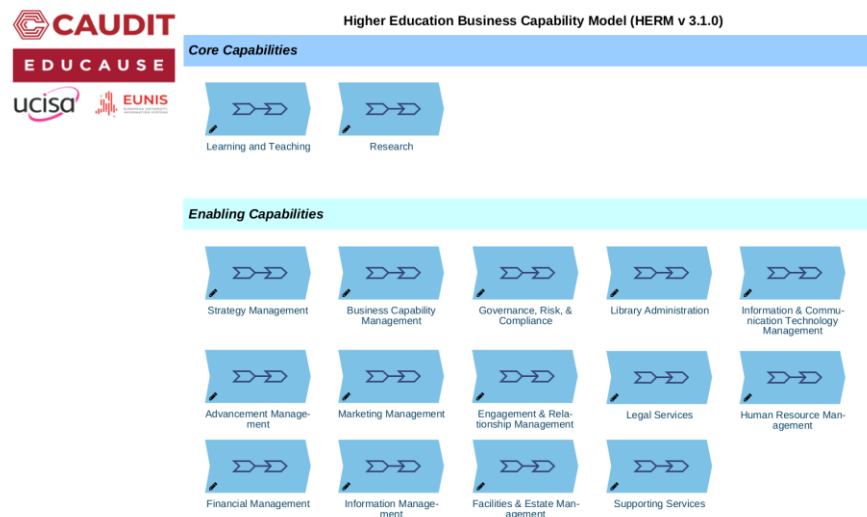 CAUDIT
EDUCAUSE
ucisa
EUNIS
Higher Education Business Capability Model (HERM v 3.1.0)
Core Capabilities
Learning and Teaching
Research
Enabling Capabilities
Strategy Management
Business Capability
Management
Governance, Risk, &
Compliance
Library Administration
Information & Commu-
nication Technology
Management
Advancement Manage-
ment
Marketing Management
Engagement & Rela-
tionship Management
Legal Services
Human Resource Man-
agement
Financial Management
Information Manage-
ment
Facilities & Estate Man-
agement
Supporting Services